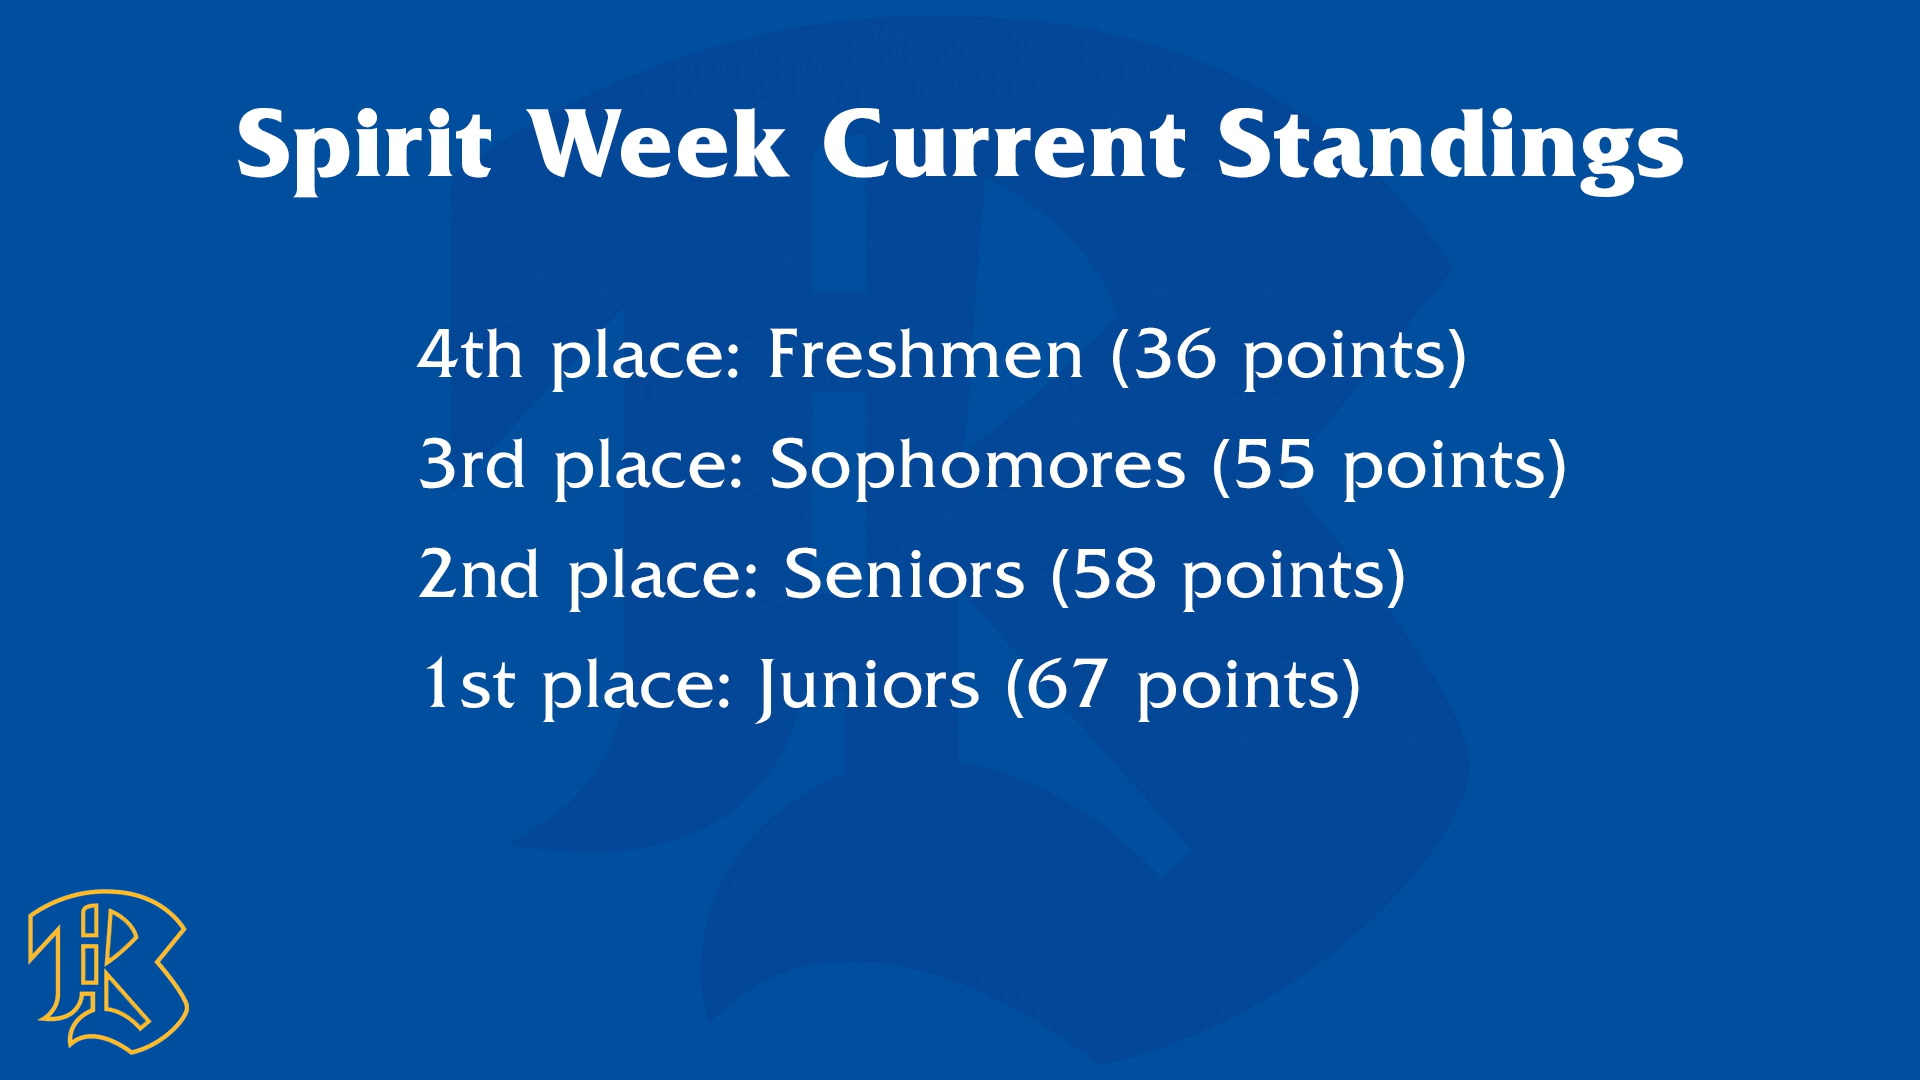 Spirit Week Current Standings
4th place: Freshmen (36 points)
3rd place: Sophomores (55 points)
2nd place: Seniors (58 points)
1st place: Juniors (67 points)